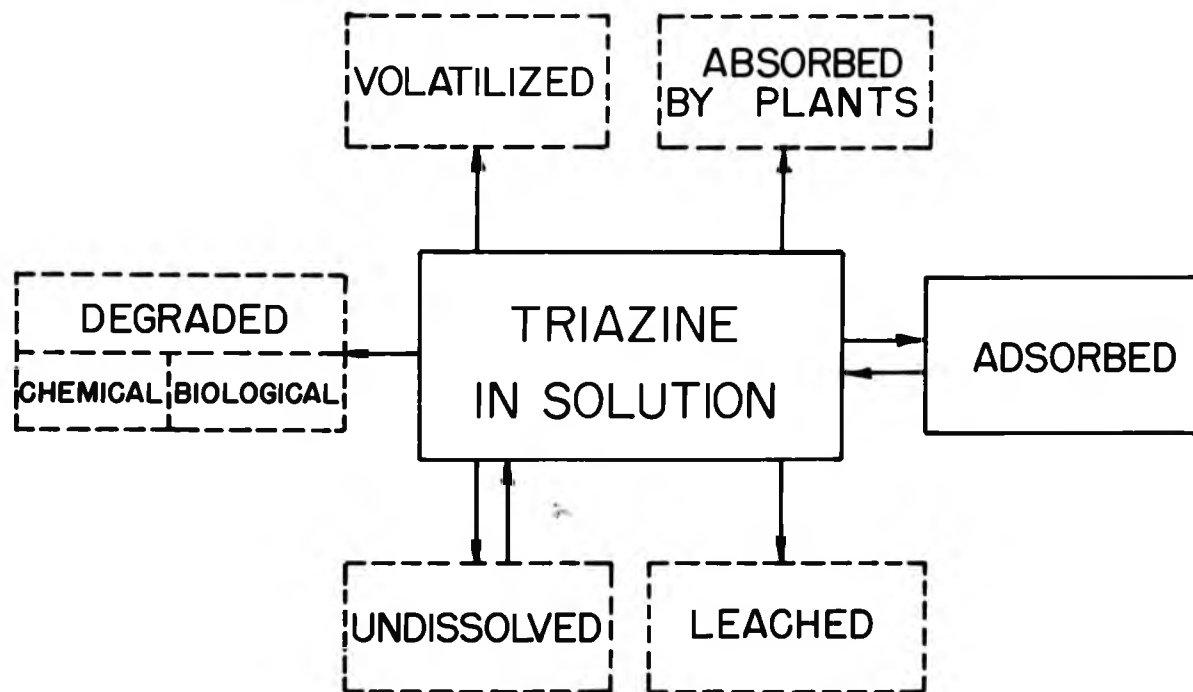 VOLATILIZED
ABSORBED
BY PLANTS
DEGRADED
CHEMICAL
BIOLOGICAL
TRIAZINE
IN SOLUTION
ADSORBED
UNDISSOLVED
LEACHED